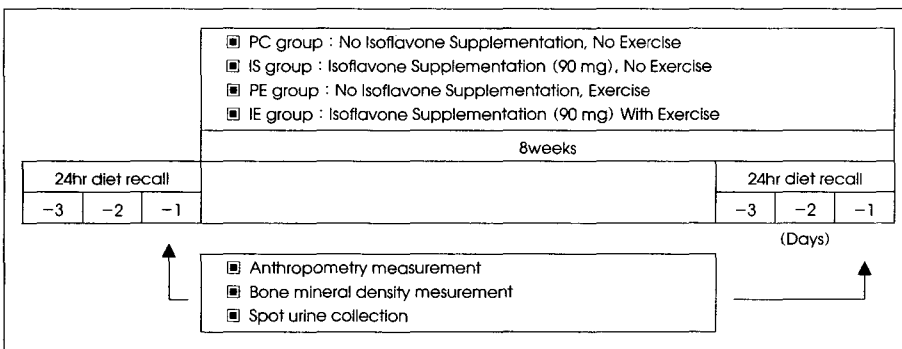 ▣ PC group : No Isoflavone Supplementation, No Exercise
▣ IS group : Isoflavone Supplementation (90 mg), No Exercise
▣ PE group : No Isoflavone Supplementation, Exercise
▣ IE group : Isoflavone Supplementation (90 mg) With Exercise
8weeks
24hr diet recall 24hr diet recall
−3 −2 −1 −3 −2 −1
(Days)
▣ Anthropometry measurement
▣ Bone mineral density mesurement
▣ Spot urine collection